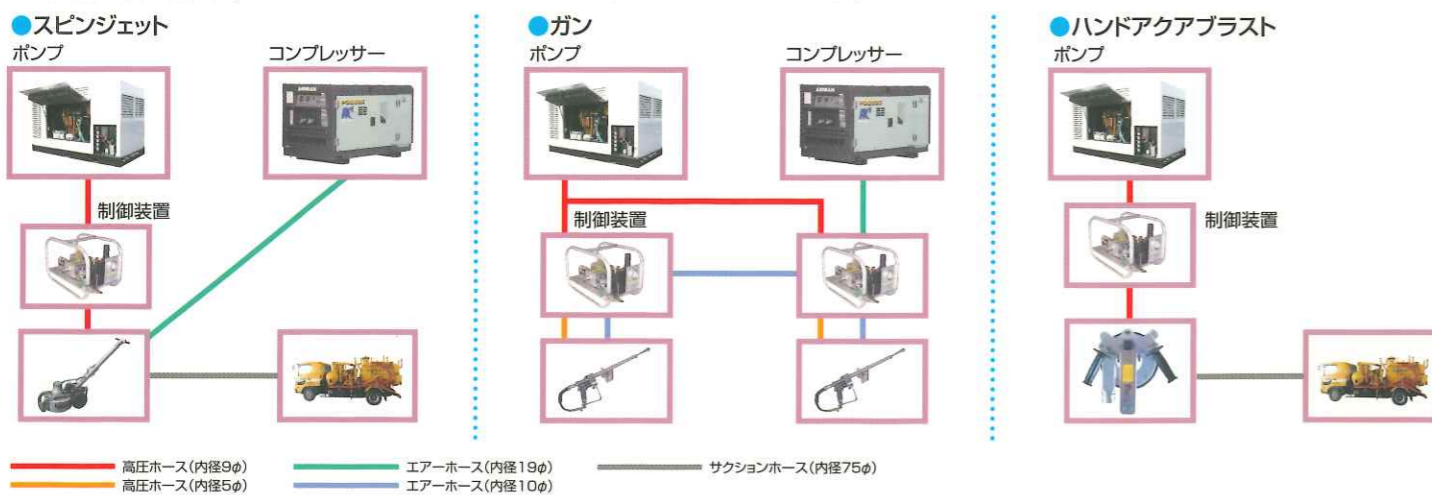 ●スピンジェット
ポンプ
コンプレッサー
制御装置
●ガン
ポンプ
コンプレッサー
制御装置
●ハンドアクアブラスト
ポンプ
制御装置
高圧ホース(内径9φ)
高圧ホース(内径5φ)
エアーホース(内径19φ)
エアーホース(内径10φ)
サクションホース(内径75φ)